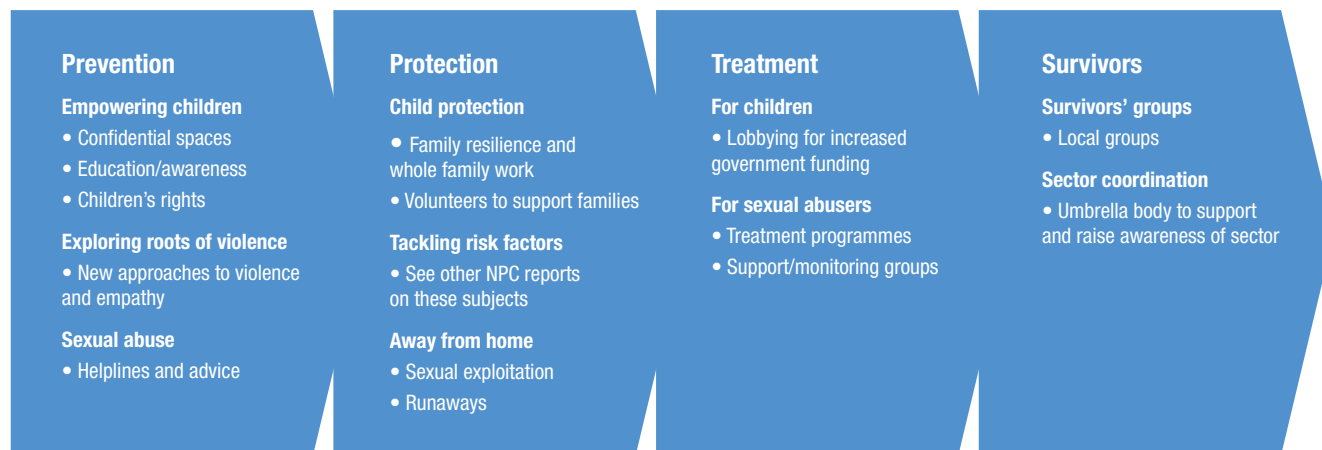 Prevention
Empowering children
• Confidential spaces
• Education/awareness
• Children’s rights
Exploring roots of violence
• New approaches to violence
and empathy
Sexual abuse
• Helplines and advice
Protection
Child protection
• Family resilience and
whole family work
• Volunteers to support families
Tackling risk factors
• See other NPC reports
on these subjects
Away from home
• Sexual exploitation
• Runaways
Treatment
For children
• Lobbying for increased
government funding
For sexual abusers
• Treatment programmes
• Support/monitoring groups
Survivors
Survivors’ groups
• Local groups
Sector coordination
• Umbrella body to support
and raise awareness of sector